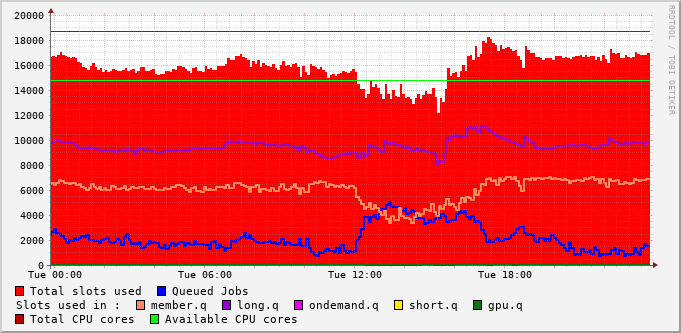 20000
18000
16000
14000
12000
10000
8000
6000
4000
2000
0
Tue 00:00 Tue 06:00 Tue 12:00 Tue 18:00
Total slots used Queued Jobs
Slots used in : member.q long.q ondemand.q short.q gpu.q
Total CPU cores Available CPU cores
RRDTOOL / TOBI OETIKER